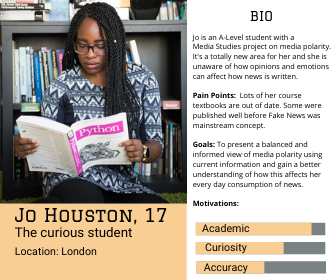 Python
Jo Houston, 17
The curious student
Location: London
BIO
Jo is an A-Level student with a
Media Studies project on media polarity.
It's a totally new area for her and she is
unaware of how opinions and emotions
can affect how news is written.
Pain Points:  Lots of her course
textbooks are out of date. Some were
published well before Fake News was
mainstream concept.
Goals: To present a balanced and
informed view of media polarity using
current information and gain a better
understanding of how this affects her
every day consumption of news.
Motivations:
Academic
Curiosity
Accuracy